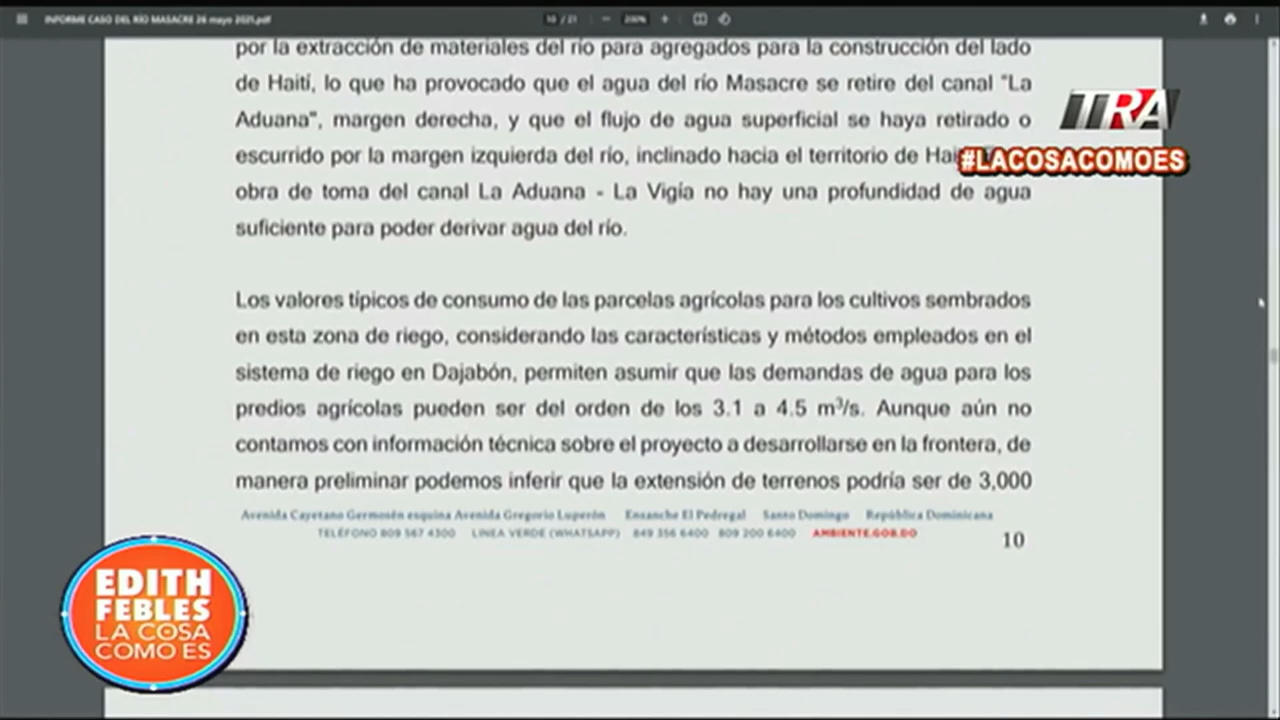 INFORME CASO DEL RÍO MASACRE 26 mayo 2021.pdf
10 / 21
200%
por la extracción de materiales del río para agregados para la construcción del lado
de Haití, lo que ha provocado que el agua del río Masacre se retire del canal "La
Aduana", margen derecha, y que el flujo de agua superficial se haya retirado o
escurrido por la margen izquierda del río, inclinado hacia el territorio de
obra de toma del canal La Aduana - La Vigía no hay una profundidad de agua
suficiente para poder derivar agua del río.
TRA
#LACOSACOMOES
Los valores típicos de consumo de las parcelas agrícolas para los cultivos sembrados
en esta zona de riego, considerando las características y métodos empleados en el
sistema de riego en Dajabón, permiten asumir que las demandas de agua para los
predios agrícolas pueden ser del orden de los 3.1 a 4.5 m³/s. Aunque aún no
contamos con información técnica sobre el proyecto a desarrollarse en la frontera, de
manera preliminar podemos inferir que la extensión de terrenos podría ser de 3,000
Avenida Cayetano Germosén esquina Avenida Gregorio Luperón Ensanche El Pedregal Santo Domingo República Dominicana
TELÉFONO 809 567 4300 LINEA VERDE (WHATSAPP) 849 356 6400 809 200 6400 AMBIENTE.GOB.DO
10
EDITH
FEBLES
LA COSA
COMO ES